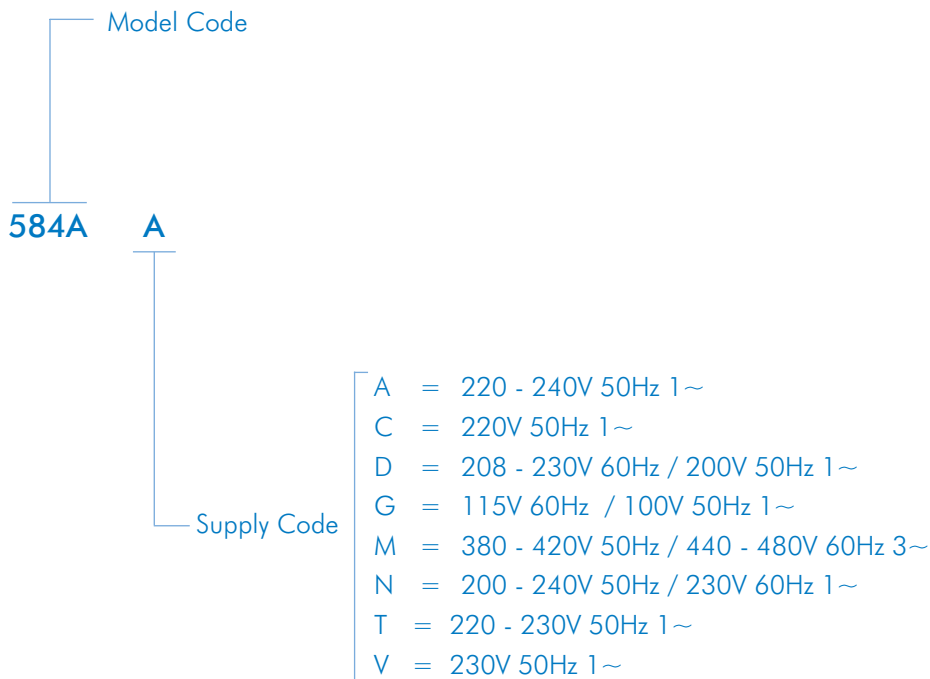 Model Code
584A A
A = 220 - 240V 50Hz 1~
C = 220V 50Hz 1~
D = 208 - 230V 60Hz / 200V 50Hz 1~
G = 115V 60Hz / 100V 50Hz 1~
Supply Code
M = 380 - 420V 50Hz / 440 - 480V 60Hz 3~
N = 200 - 240V 50Hz / 230V 60Hz 1~
T = 220 - 230V 50Hz 1~
V = 230V 50Hz 1~